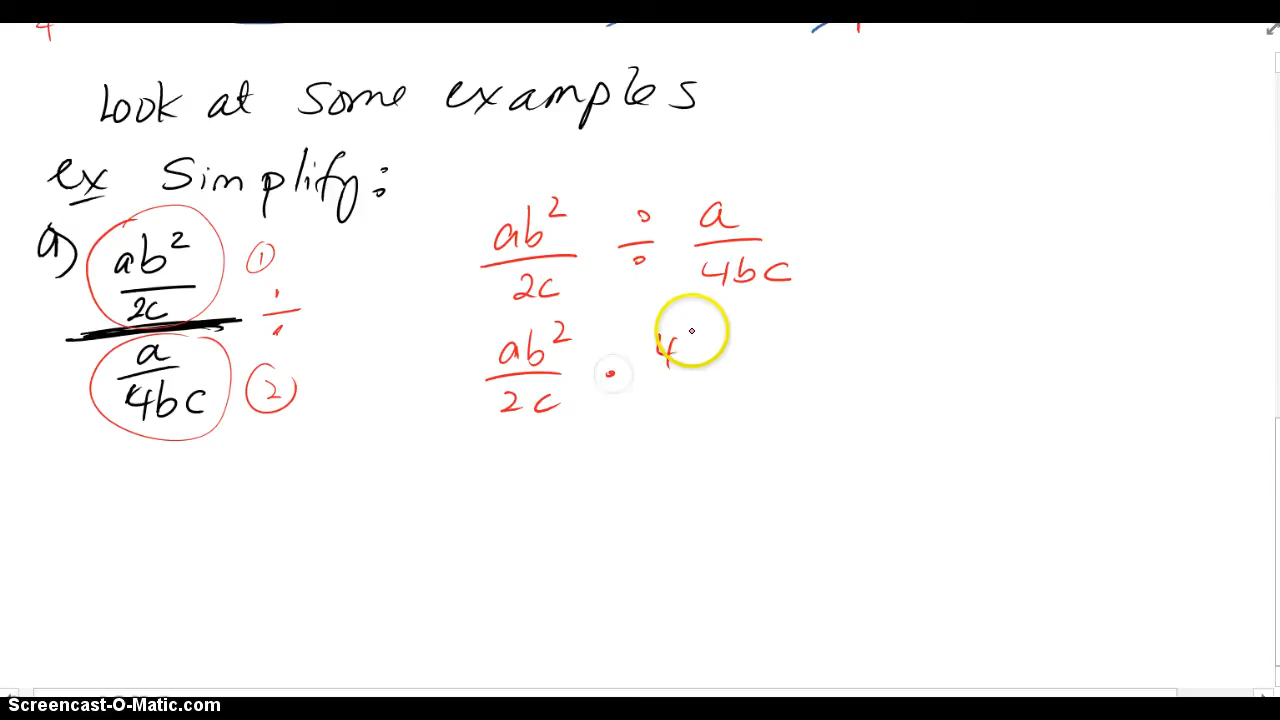 4
Look at some examples
ex Simplify:
a) ab² ①
2c
÷
a
4bc ②
ab² ÷ a
2c 4bc
ab² · 4
2c
Screencast-O-Matic.com